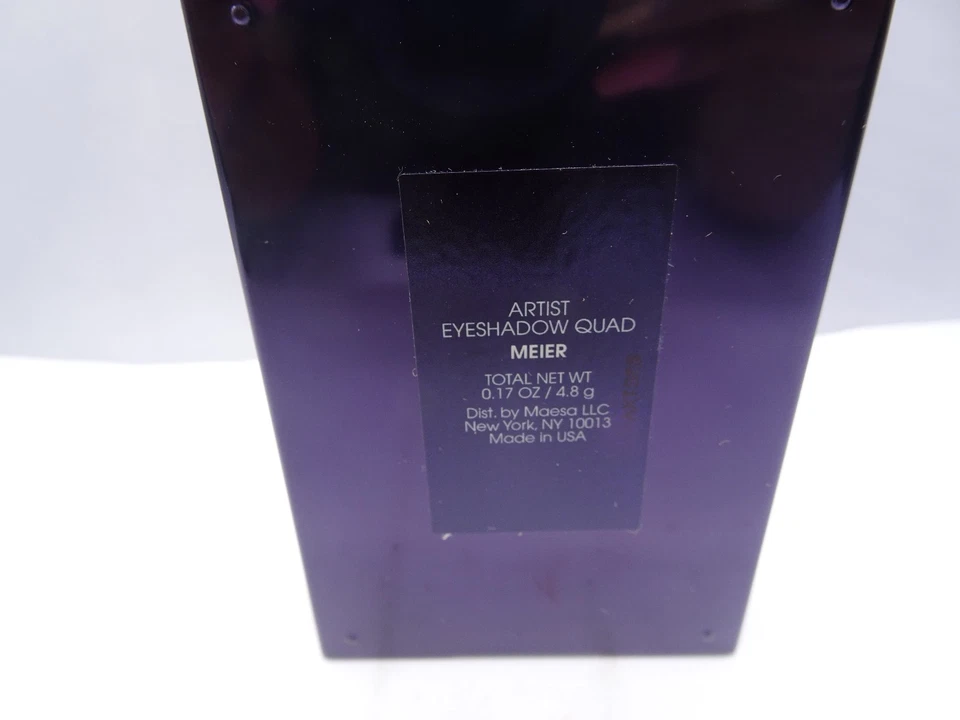 ARTIST
EYESHADOW QUAD
MEIER
TOTAL NET WT
0.17 OZ / 4.8 g
Dist. by Maesa LLC
New York, NY 10013
Made in USA